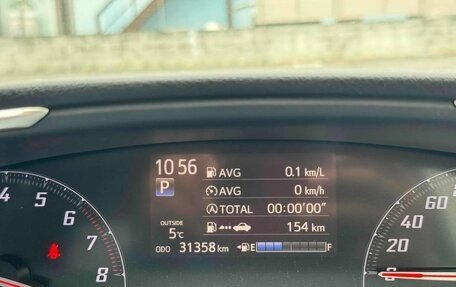 10 56
AVG 0.1 km/L
P
AVG 0 km/h
TOTAL 00:00'00"
OUTSIDE
5℃
154 km
ODO 31358 km
E F
4
5
6
7
8
60
40
20
0